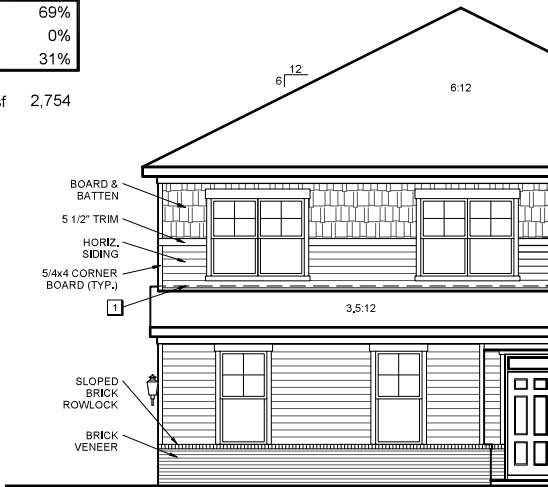 69%
0%
31%
sf 2,754
12
6
6:12
BOARD &
BATTEN
5 1/2" TRIM
HORIZ.
SIDING
5/4x4 CORNER
BOARD (TYP.)
1
3.5:12
SLOPED
BRICK
ROWLOCK
BRICK
VENEER